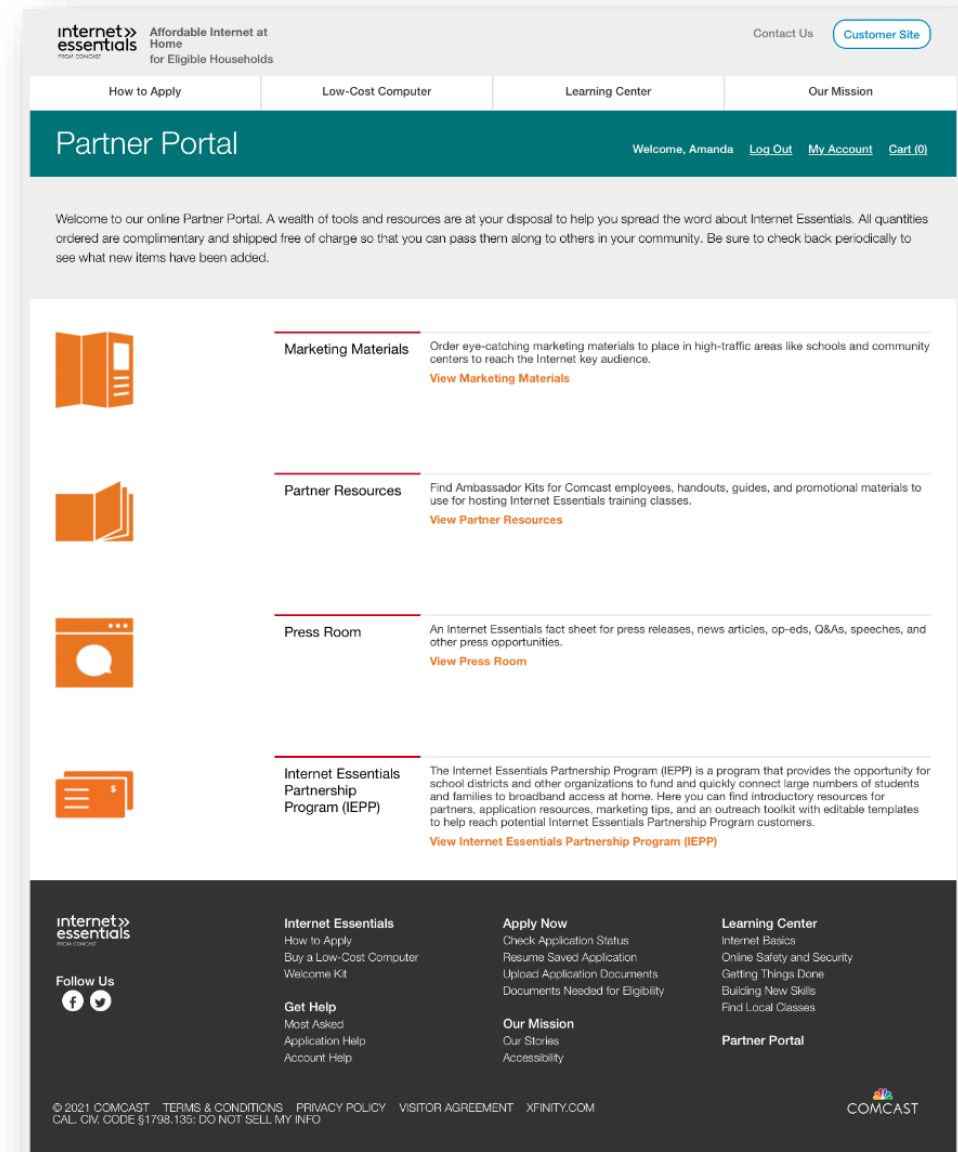 internet»
essentials
FROM COMCAST
Affordable Internet at
Home
for Eligible Households
Contact Us
Customer Site
How to Apply
Low-Cost Computer
Learning Center
Our Mission
Partner Portal
Welcome, Amanda
Log Out
My Account
Cart (0)
Welcome to our online Partner Portal. A wealth of tools and resources are at your disposal to help you spread the word about Internet Essentials. All quantities
ordered are complimentary and shipped free of charge so that you can pass them along to others in your community. Be sure to check back periodically to
see what new items have been added.
Marketing Materials
Order eye-catching marketing materials to place in high-traffic areas like schools and community
centers to reach the Internet key audience.
View Marketing Materials
Partner Resources
Find Ambassador Kits for Comcast employees, handouts, guides, and promotional materials to
use for hosting Internet Essentials training classes.
View Partner Resources
Press Room
An Internet Essentials fact sheet for press releases, news articles, op-eds, Q&As, speeches, and
other press opportunities.
View Press Room
$
Internet Essentials
Partnership
Program (IEPP)
The Internet Essentials Partnership Program (IEPP) is a program that provides the opportunity for
school districts and other organizations to fund and quickly connect large numbers of students
and families to broadband access at home. Here you can find introductory resources for
partners, application resources, marketing tips, and an outreach toolkit with editable templates
to help reach potential Internet Essentials Partnership Program customers.
View Internet Essentials Partnership Program (IEPP)
internet»
essentials
FROM COMCAST
Follow Us
Internet Essentials
How to Apply
Buy a Low-Cost Computer
Welcome Kit
Get Help
Most Asked
Application Help
Account Help
Apply Now
Check Application Status
Resume Saved Application
Upload Application Documents
Documents Needed for Eligibility
Our Mission
Our Stories
Accessibility
Learning Center
Internet Basics
Online Safety and Security
Getting Things Done
Building New Skills
Find Local Classes
Partner Portal
© 2021 COMCAST TERMS & CONDITIONS PRIVACY POLICY VISITOR AGREEMENT XFINITY.COM
CAL. CIV. CODE §1798.135: DO NOT SELL MY INFO
COMCAST